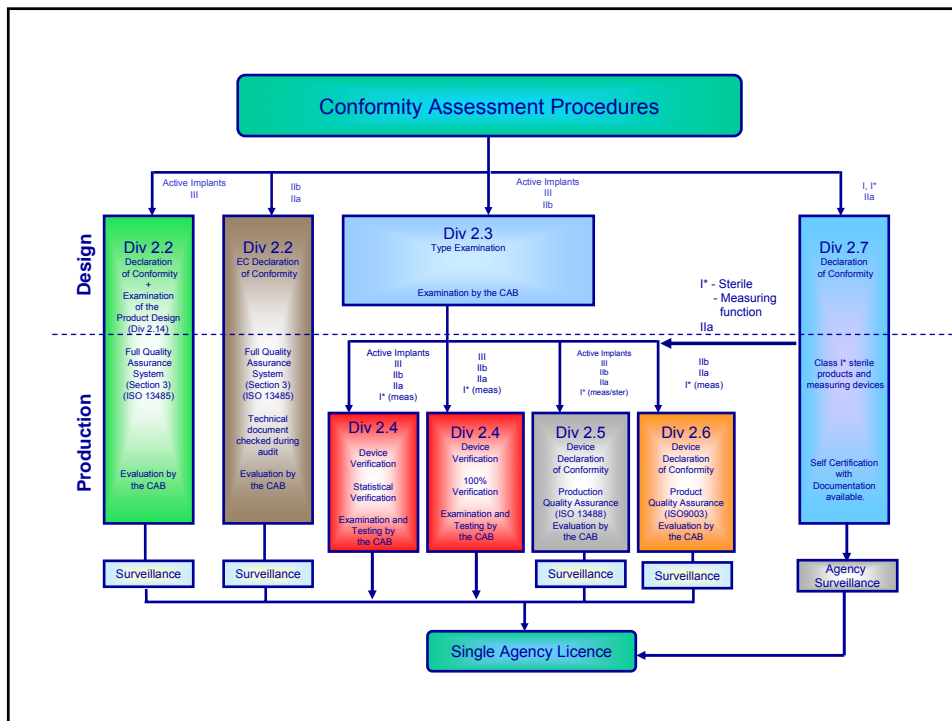 Conformity Assessment Procedures
Active Implants
III
IIb
IIa
Active Implants
III
IIb
I, I*
IIa
Design
Production
Div 2.2
Declaration
of Conformity
+
Examination
of the
Product Design
(Div 2.14)
Full Quality
Assurance
System
(Section 3)
(ISO 13485)
Evaluation by
the CAB
Div 2.2
EC Declaration
of Conformity
Full Quality
Assurance
System
(Section 3)
(ISO 13485)
Technical
document
checked during
audit
Evaluation by
the CAB
Div 2.3
Type Examination
Examination by the CAB
Div 2.7
Declaration
of Conformity
Class I* sterile
products and
measuring devices
Self Certification
with
Documentation
available.
I* - Sterile
- Measuring
function
IIa
Active Implants
III
IIb
IIa
I* (meas)
III
IIb
IIa
I* (meas)
Active Implants
III
IIb
IIa
I* (meas/ster)
IIb
IIa
I* (meas)
Div 2.4
Device
Verification
Statistical
Verification
Examination and
Testing by
the CAB
Div 2.4
Device
Verification
100%
Verification
Examination and
Testing by
the CAB
Div 2.5
Device
Declaration
of Conformity
Production
Quality Assurance
(ISO 13488)
Evaluation by
the CAB
Div 2.6
Device
Declaration
of Conformity
Product
Quality Assurance
(ISO9003)
Evaluation by
the CAB
Surveillance
Surveillance
Surveillance
Surveillance
Agency
Surveillance
Single Agency Licence